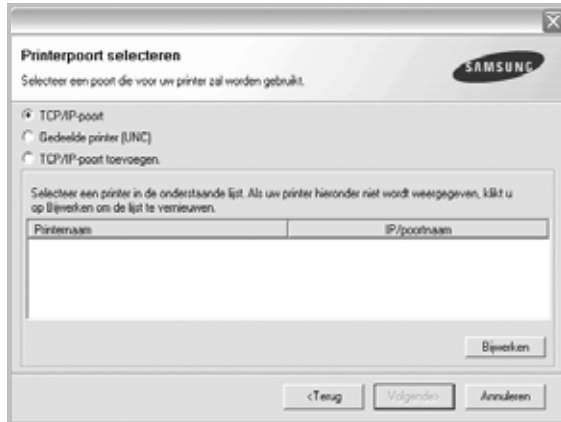 Printerpoort selecteren
Selecteer een poort die voor uw printer zal worden gebruikt.
SAMSUNG
TCP/IP-poort
Gedeelde printer (UNC)
TCP/IP-poort toevoegen.
Selecteer een printer in de onderstaande lijst. Als uw printer hieronder niet wordt weergegeven, klikt u
op Bijwerken om de lijst te vernieuwen.
Printernaam IP/poortnaam
Bijwerken
<Terug Volgende> Annuleren